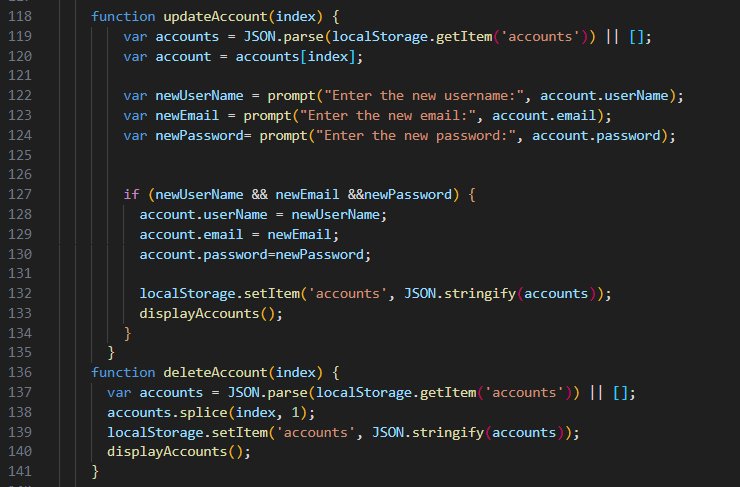 118 function updateAccount(index) {
119 var accounts = JSON.parse(localStorage.getItem('accounts')) || [];
120 var account = accounts[index];
121
122 var newUserName = prompt("Enter the new username:", account.userName);
123 var newEmail = prompt("Enter the new email:", account.email);
124 var newPassword= prompt("Enter the new password:", account.password);
125
126
127 if (newUserName && newEmail &&newPassword) {
128 account.userName = newUserName;
129 account.email = newEmail;
130 account.password=newPassword;
131
132 localStorage.setItem('accounts', JSON.stringify(accounts));
133 displayAccounts();
134 }
135 }
136 function deleteAccount(index) {
137 var accounts = JSON.parse(localStorage.getItem('accounts')) || [];
138 accounts.splice(index, 1);
139 localStorage.setItem('accounts', JSON.stringify(accounts));
140 displayAccounts();
141 }